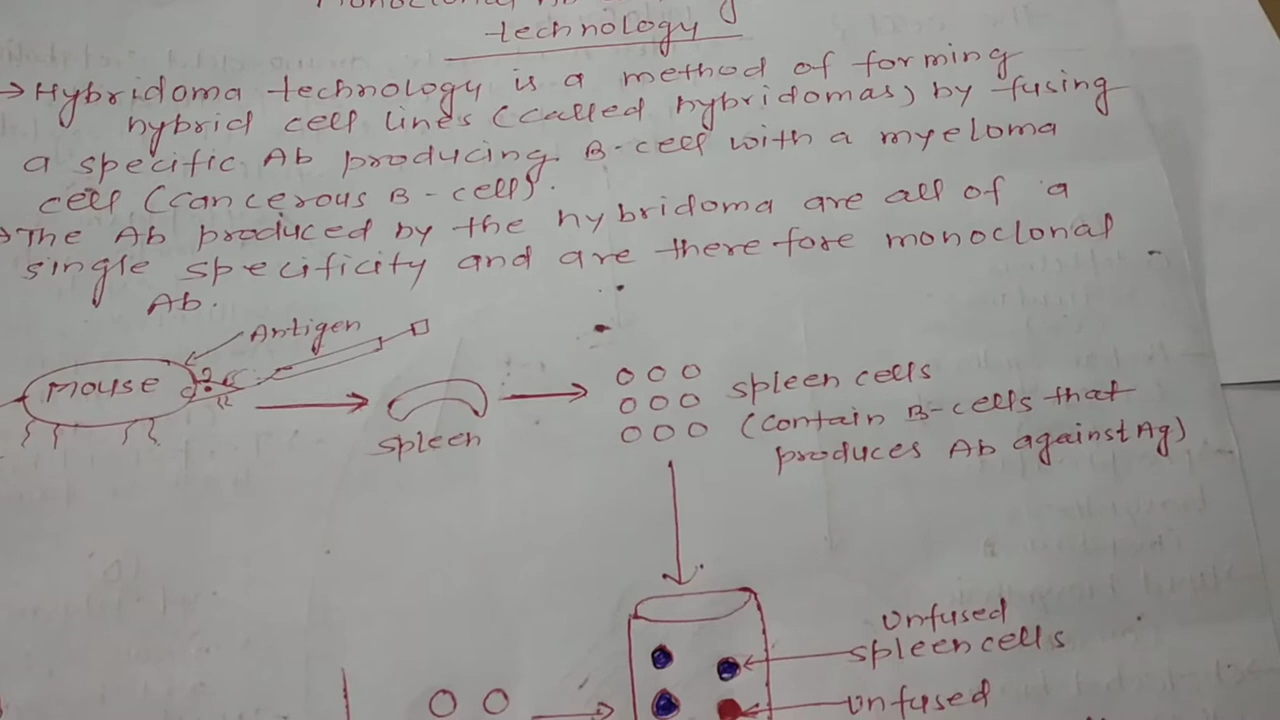 technology
→ Hybridoma technology is a method of forming
hybrid cell lines (called hybridomas) by fusing
a specific Ab producing B-cell with a myeloma
cell (cancerous B-cell).
→ The Ab produced by the hybridoma are all of a
single specificity and are therefore monoclonal
Ab.
Antigen
Mouse
spleen
spleen cells
(contain B-cells that
produces Ab against Ag)
Unfused
spleen cells
Unfused